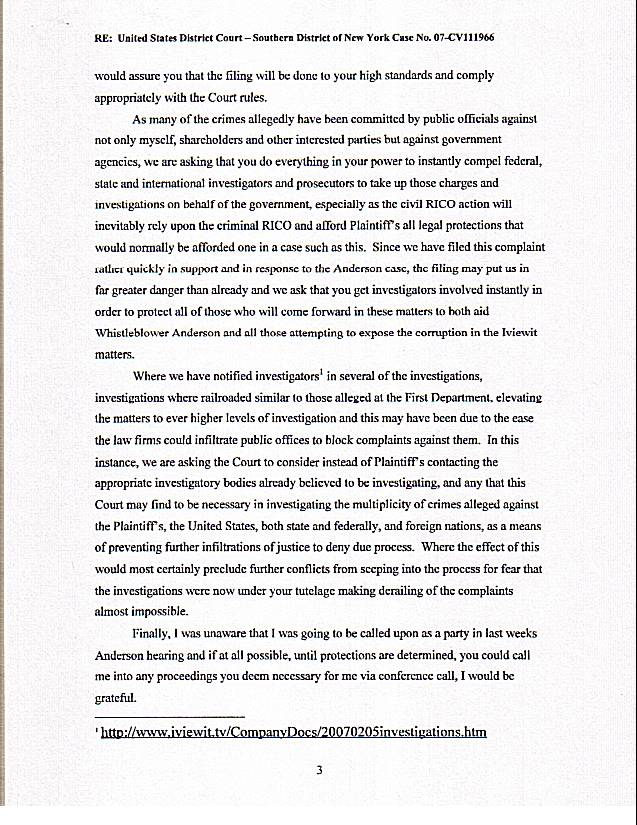 RE:  United States District Court – Southern District of New York Case No. 07-CV111966
would assure you that the filing will be done to your high standards and comply
appropriately with the Court rules.
As many of the crimes allegedly have been committed by public officials against
not only myself, shareholders and other interested parties but against government
agencies, we are asking that you do everything in your power to instantly compel federal,
state and international investigators and prosecutors to take up those charges and
investigations on behalf of the government, especially as the civil RICO action will
inevitably rely upon the criminal RICO and afford Plaintiff's all legal protections that
would normally be afforded one in a case such as this.  Since we have filed this complaint
rather quickly in support and in response to the Anderson case, the filing may put us in
far greater danger than already and we ask that you get investigators involved instantly in
order to protect all of those who will come forward in these matters to both aid
Whistleblower Anderson and all those attempting to expose the corruption in the Iviewit
matters.
Where we have notified investigators¹ in several of the investigations,
investigations where railroaded similar to those alleged at the First Department, elevating
the matters to ever higher levels of investigation and this may have been due to the ease
the law firms could infiltrate public offices to block complaints against them.  In this
instance, we are asking the Court to consider instead of Plaintiff's contacting the
appropriate investigatory bodies already believed to be investigating, and any that this
Court may find to be necessary in investigating the multiplicity of crimes alleged against
the Plaintiff's, the United States, both state and federally, and foreign nations, as a means
of preventing further infiltrations of justice to deny due process.  Where the effect of this
would most certainly preclude further conflicts from seeping into the process for fear that
the investigations were now under your tutelage making derailing of the complaints
almost impossible.
Finally, I was unaware that I was going to be called upon as a party in last weeks
Anderson hearing and if at all possible, until protections are determined, you could call
me into any proceedings you deem necessary for me via conference call, I would be
grateful.
¹ http://www.iviewit.tv/CompanyDocs/20070205investigations.htm
3